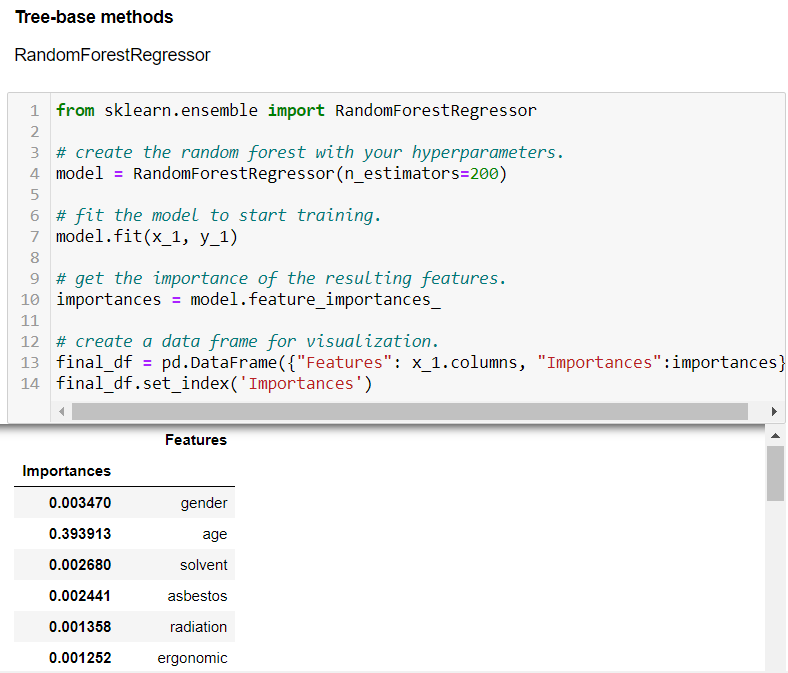 Tree-base methods
RandomForestRegressor
1 from sklearn.ensemble import RandomForestRegressor
2
3 # create the random forest with your hyperparameters.
4 model = RandomForestRegressor(n_estimators=200)
5
6 # fit the model to start training.
7 model.fit(x_1, y_1)
8
9 # get the importance of the resulting features.
10 importances = model.feature_importances_
11
12 # create a data frame for visualization.
13 final_df = pd.DataFrame({"Features": x_1.columns, "Importances":importances}
14 final_df.set_index('Importances')
Features
Importances
0.003470 gender
0.393913 age
0.002680 solvent
0.002441 asbestos
0.001358 radiation
0.001252 ergonomic